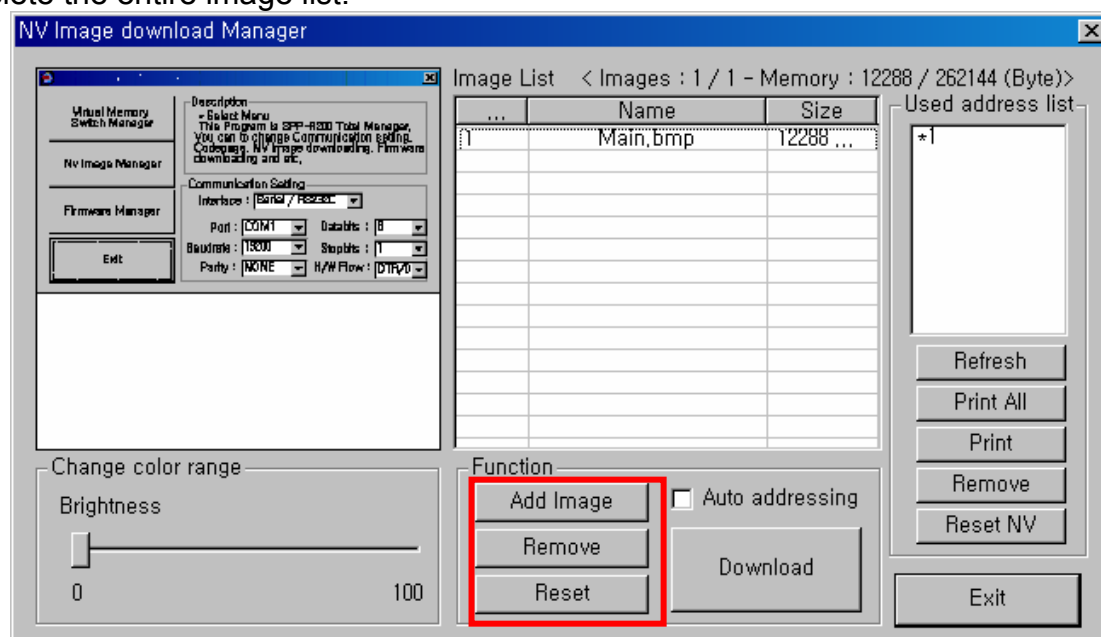 the entire image list.
NV Image download Manager
Image List < Images : 1 / 1 - Memory : 12288 / 262144 (Byte)>
... Name Size
1 Main,bmp 12288 ...
Used address list
*1
Virtual Memory
Switch Manager
Nv Image Manager
Firmware Manager
Exit
Description
- Select Menu
This Program is SPP-R200 Total Manager,
You can to change Communication setting,
Codepage, NV Image downloading, Firmware
downloading and etc,
Communication Setting
Interface : Serial / RS232C
Port : COM1 Databits : 8
Baudrate : 19200 Stopbits : 1
Parity : NONE H/W Flow : DTR/D
Refresh
Print All
Print
Remove
Reset NV
Exit
Change color range
Brightness
0 100
Function
Add Image
Remove
Reset
Auto addressing
Download